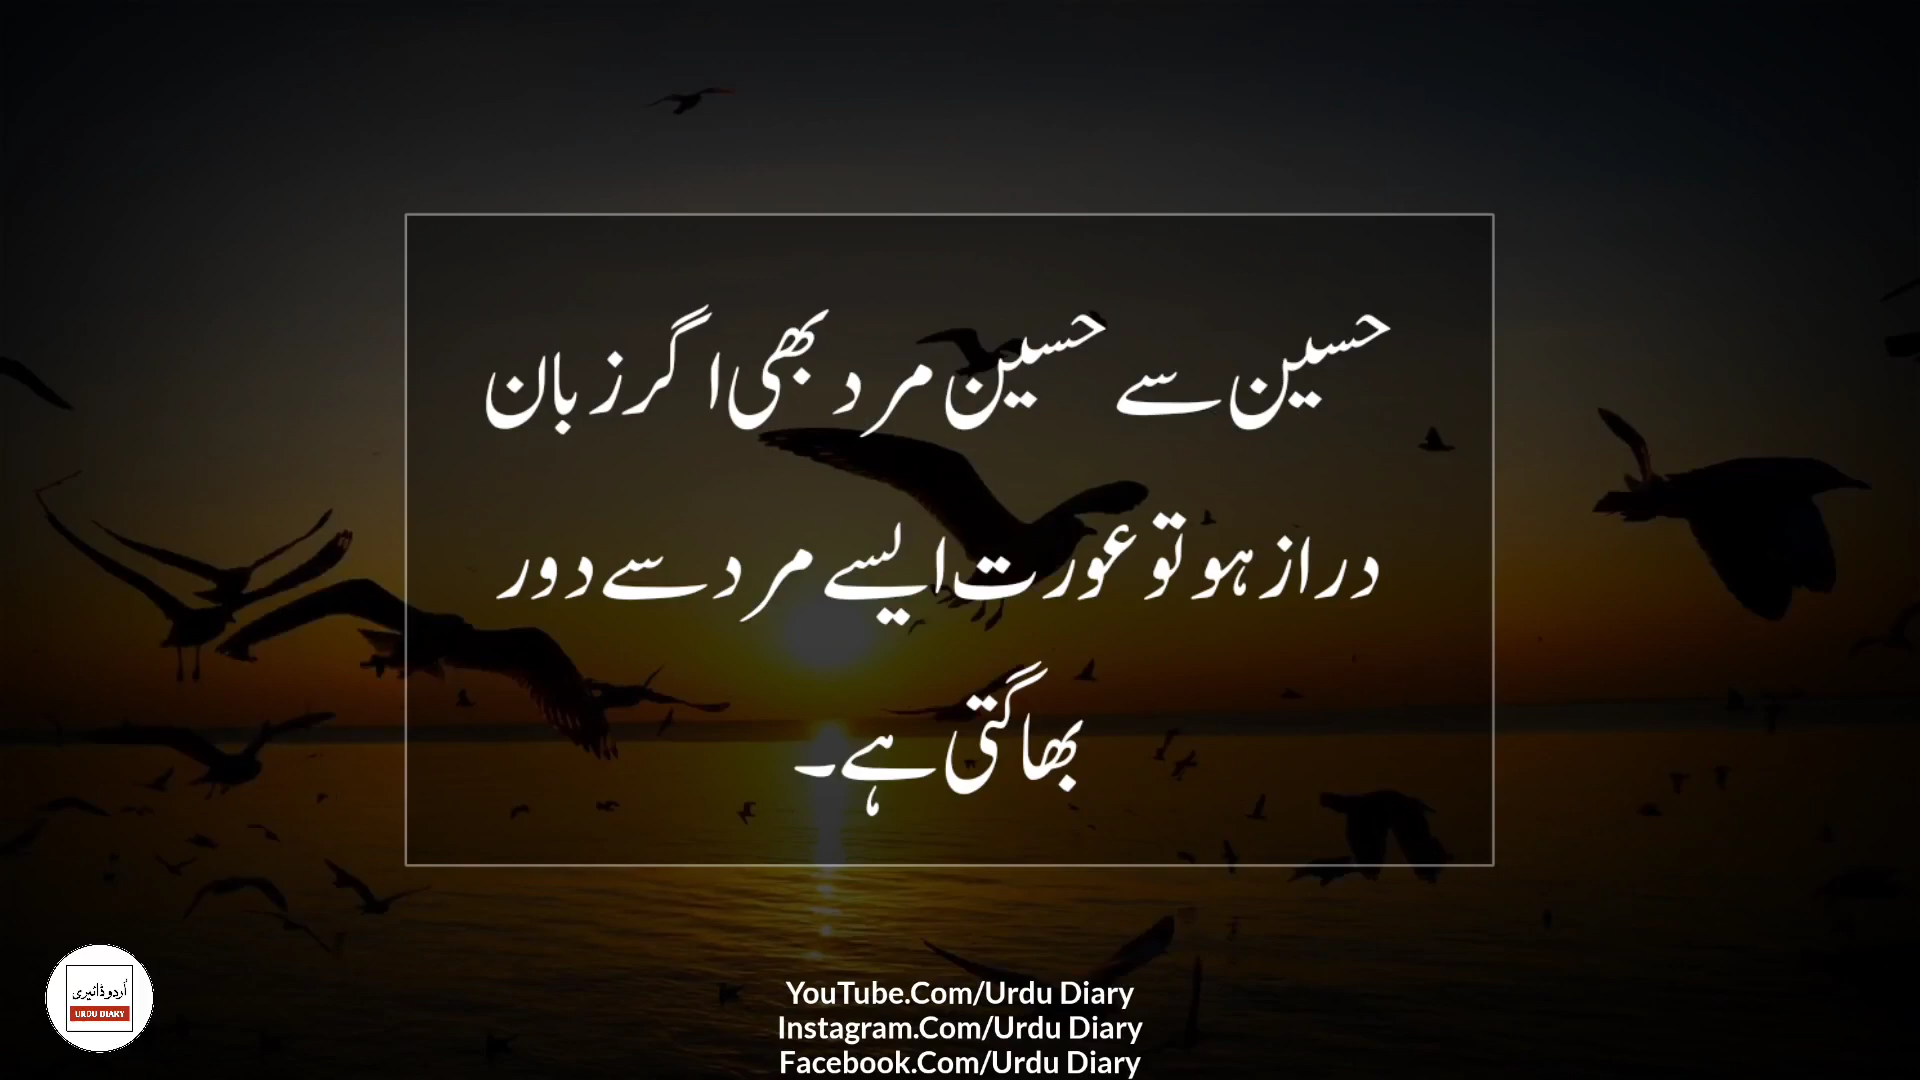 حسین سے حسین مرد بھی اگر زبان
دراز ہو تو عورت ایسے مرد سے دور
بھاگتی ہے۔
اُردو ڈائیری
URDU DIARY
YouTube.Com/Urdu Diary
Instagram.Com/Urdu Diary
Facebook.Com/Urdu Diary